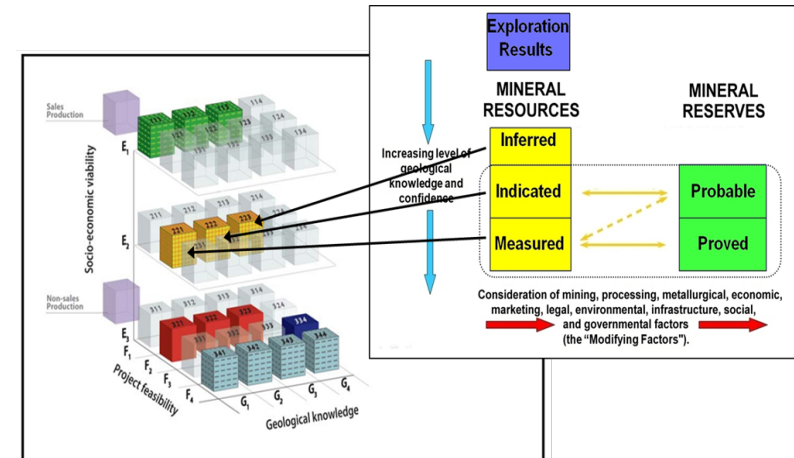 Exploration
Results
MINERAL
RESOURCES
MINERAL
RESERVES
Increasing level of
geological
knowledge and
confidence
Inferred
Indicated
Measured
Probable
Proved
Consideration of mining, processing, metallurgical, economic,
marketing, legal, environmental, infrastructure, social,
and governmental factors
(the "Modifying Factors").
Sales
Production
Socio-economic viability
E1
111
112
113
114
123
131
133
134
E2
211
212
213
214
221
222
223
Non-sales
Production
E3
311
312
313
314
321
322
323
324
334
341
342
343
344
F1
F2
F3
F4
Project feasibility
G1
G2
G3
G4
Geological knowledge